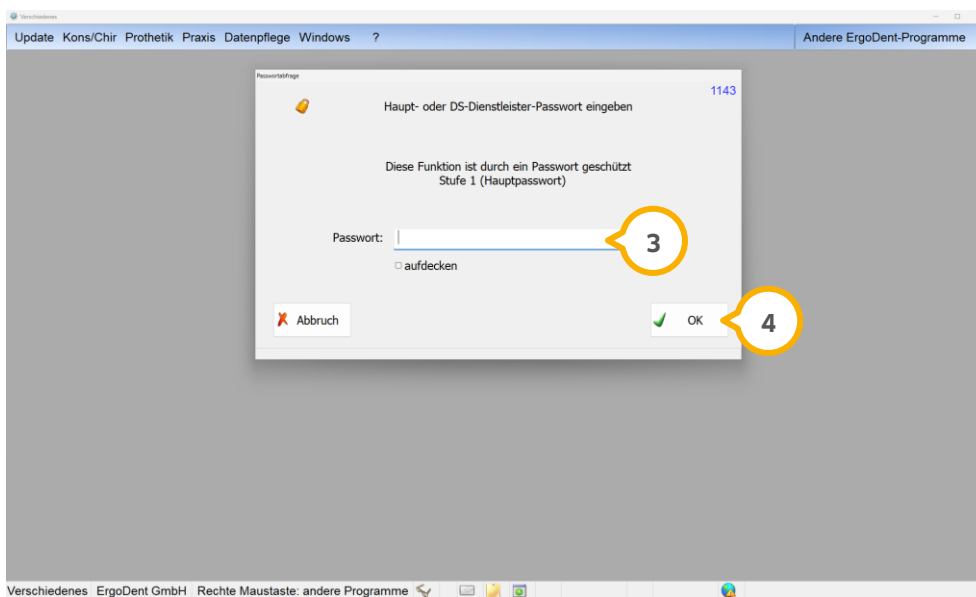 Verschiedenes
Update Kons/Chir Prothetik Praxis Datenpflege Windows ? Andere ErgoDent-Programme
Passwortabfrage
1143
Haupt- oder DS-Dienstleister-Passwort eingeben
Diese Funktion ist durch ein Passwort geschützt
Stufe 1 (Hauptpasswort)
Passwort:
3
aufdecken
Abbruch
OK
4
Verschiedenes ErgoDent GmbH Rechte Maustaste: andere Programme